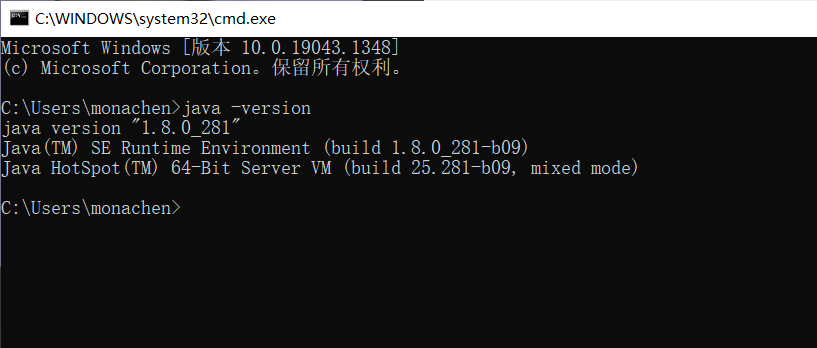 C:\WINDOWS\system32\cmd.exe
Microsoft Windows [版本 10.0.19043.1348]
(c) Microsoft Corporation。保留所有权利。
C:\Users\monachen>java -version
java version "1.8.0_281"
Java(TM) SE Runtime Environment (build 1.8.0_281-b09)
Java HotSpot(TM) 64-Bit Server VM (build 25.281-b09, mixed mode)
C:\Users\monachen>